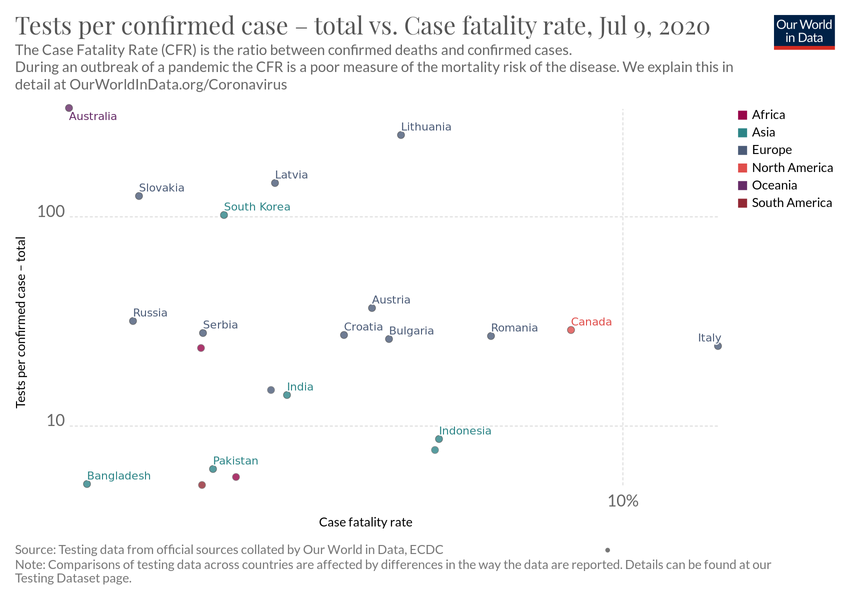 Tests per confirmed case – total vs. Case fatality rate, Jul 9, 2020
Our World
in Data
The Case Fatality Rate (CFR) is the ratio between confirmed deaths and confirmed cases.
During an outbreak of a pandemic the CFR is a poor measure of the mortality risk of the disease. We explain this in
detail at OurWorldInData.org/Coronavirus
Australia
Lithuania
Latvia
Slovakia
South Korea
100
Austria
Russia
Serbia
Croatia
Bulgaria
Romania
Canada
Italy
India
10
Indonesia
Pakistan
Bangladesh
10%
Tests per confirmed case – total
Case fatality rate
Africa
Asia
Europe
North America
Oceania
South America
Source: Testing data from official sources collated by Our World in Data, ECDC
Note: Comparisons of testing data across countries are affected by differences in the way the data are reported. Details can be found at our
Testing Dataset page.